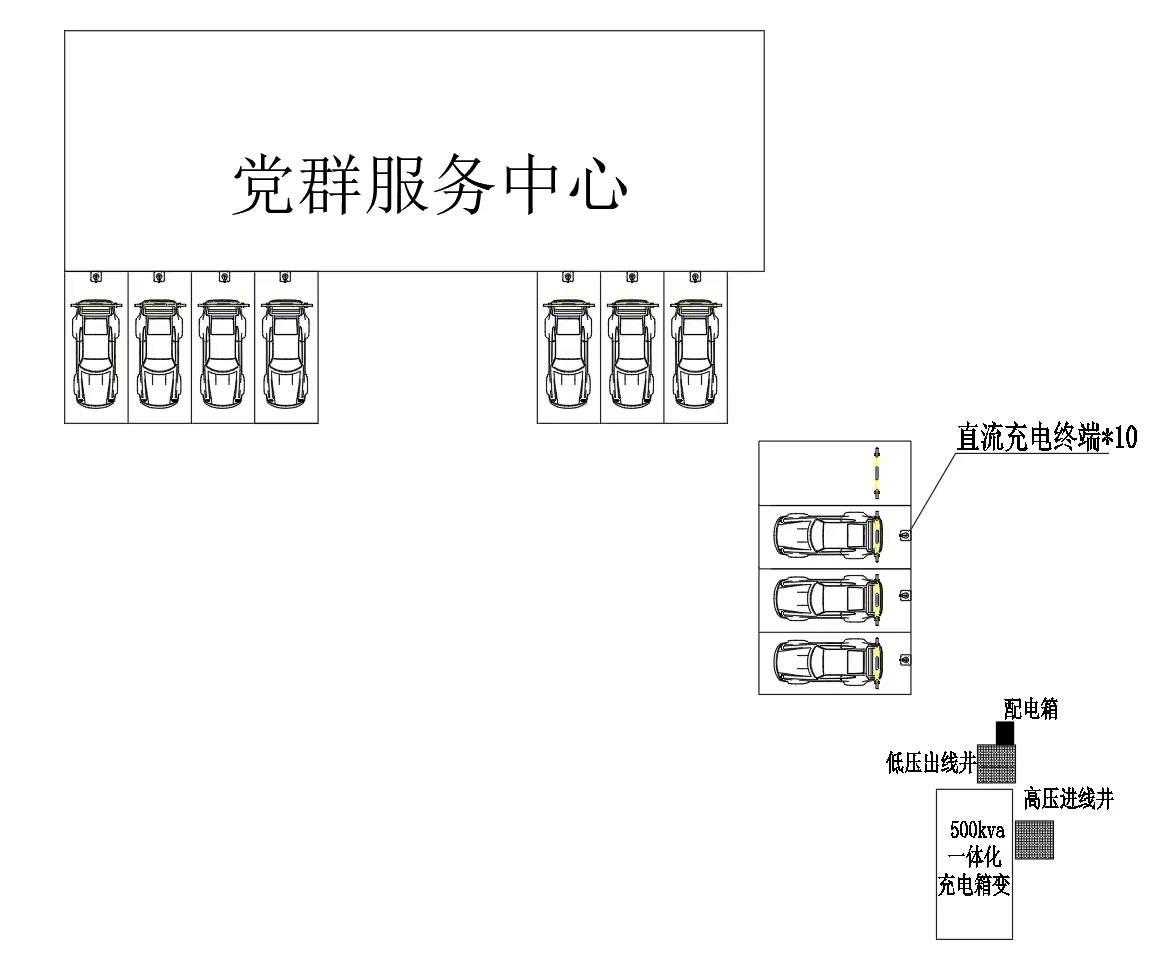 党群服务中心
直流充电终端*10
配电箱
低压出线井
高压进线井
500kva
一体化
充电箱变